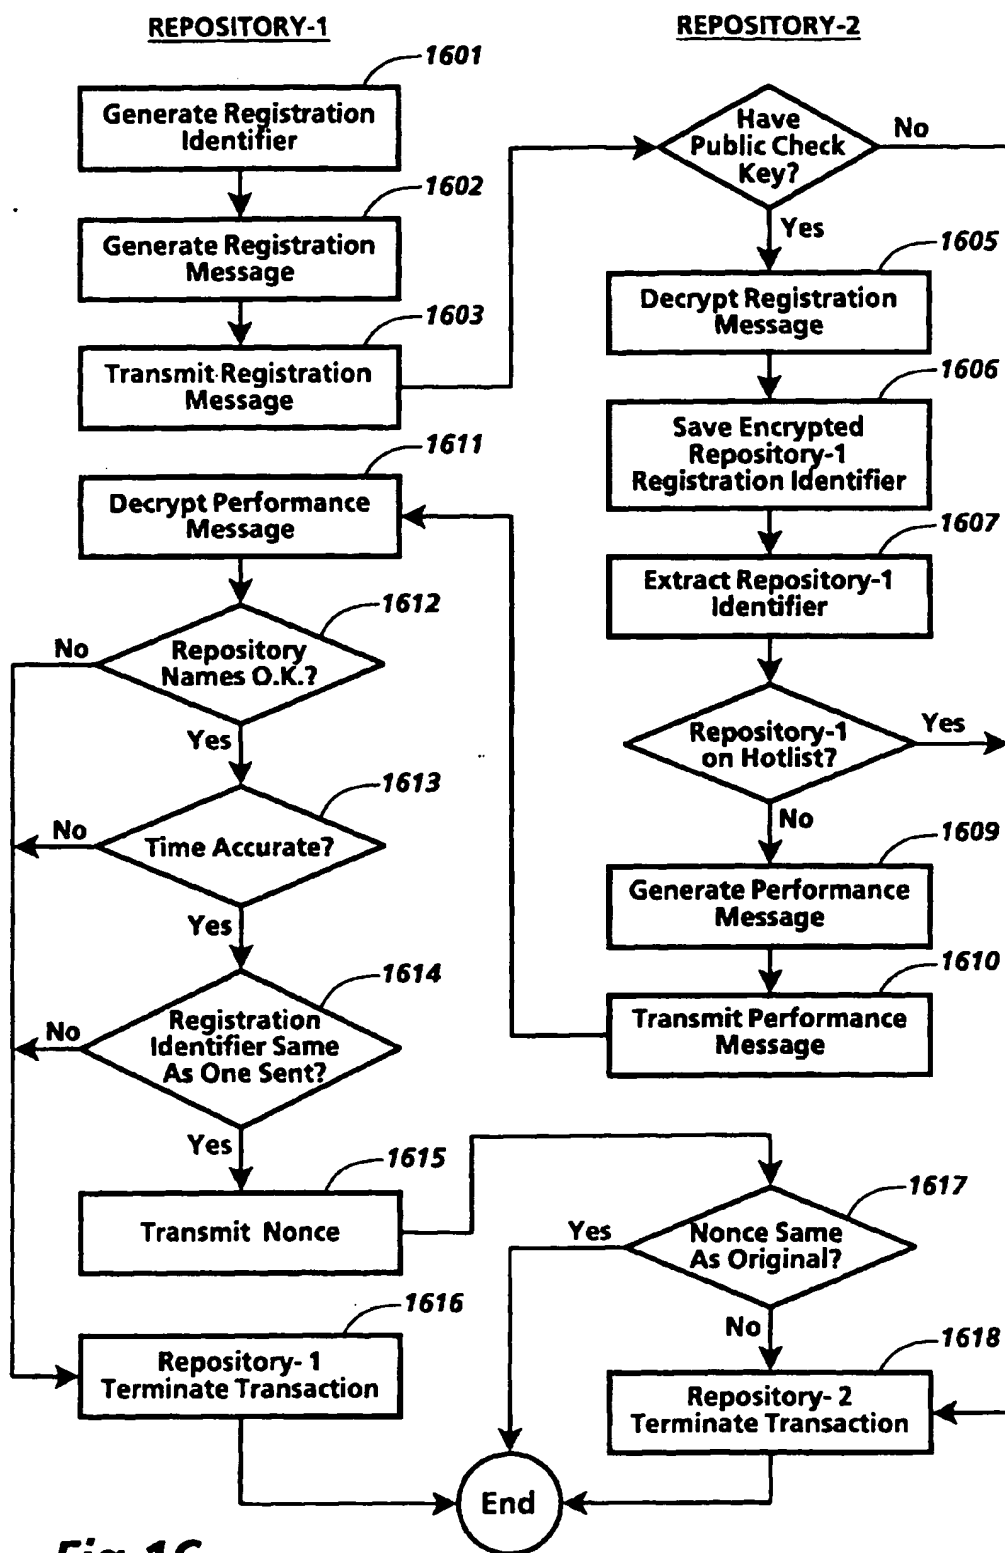 REPOSITORY-1
1601
Generate Registration
Identifier
1602
Generate Registration
Message
1603
Transmit Registration
Message
1611
Decrypt Performance
Message
1612
Repository
Names O.K.?
No
Yes
1613
Time Accurate?
No
Yes
1614
Registration
Identifier Same
As One Sent?
No
Yes
1615
Transmit Nonce
1616
Repository- 1
Terminate Transaction
REPOSITORY-2
Have
Public Check
Key?
No
Yes
1605
Decrypt Registration
Message
1606
Save Encrypted
Repository-1
Registration Identifier
1607
Extract Repository-1
Identifier
Repository-1
on Hotlist?
Yes
No
1609
Generate Performance
Message
1610
Transmit Performance
Message
1617
Nonce Same
As Original?
Yes
No
1618
Repository- 2
Terminate Transaction
End